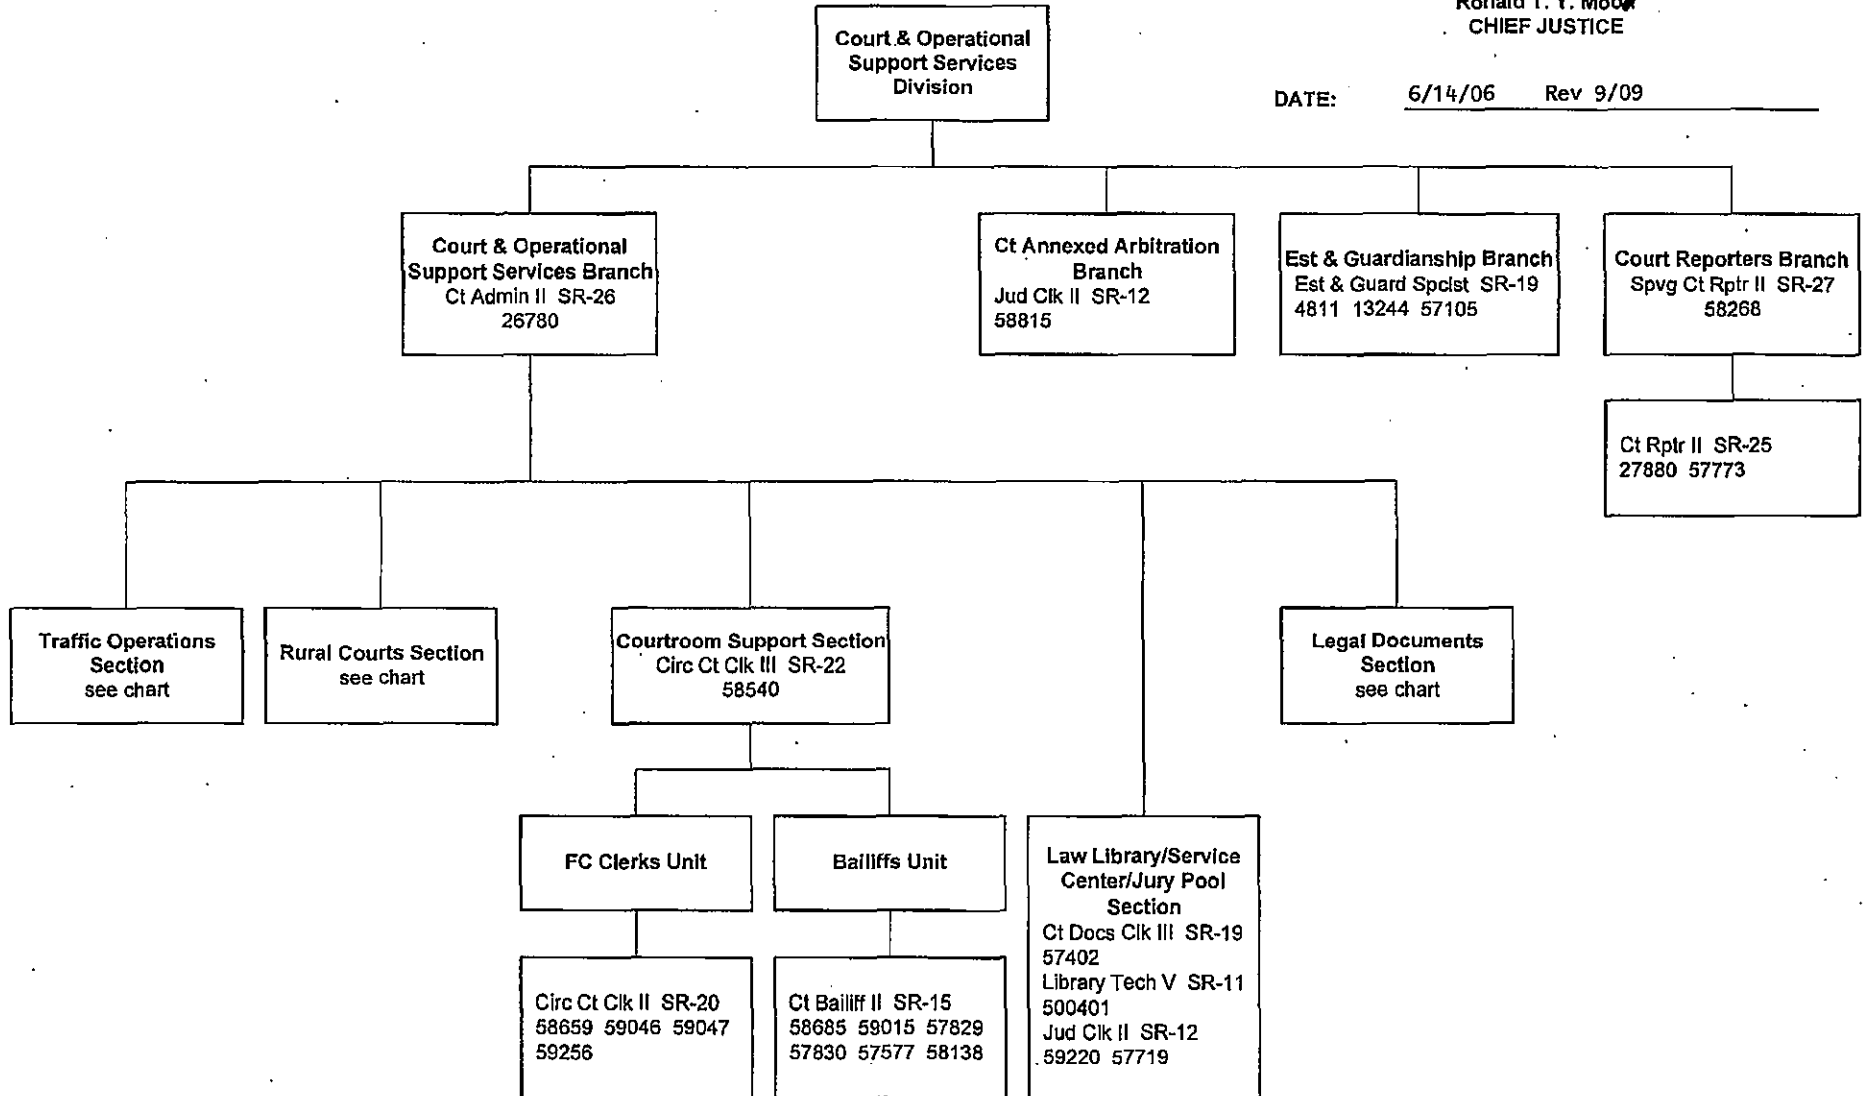 Ronald T. Y.
CHIEF JUSTICE
DATE: 6/14/06 Rev 9/09
Court & Operational
Support Services
Division
Court & Operational
Support Services Branch
Ct Admin II SR-26
26780
Ct Annexed Arbitration
Branch
Jud Clk II SR-12
58815
Est & Guardianship Branch
Est & Guard Spclst SR-19
4811 13244 57105
Court Reporters Branch
Spvg Ct Rptr II SR-27
58268
Ct Rptr II SR-25
27880 57773
Traffic Operations
Section
see chart
Rural Courts Section
see chart
Courtroom Support Section
Circ Ct Clk III SR-22
58540
Legal Documents
Section
see chart
FC Clerks Unit
Bailiffs Unit
Law Library/Service
Center/Jury Pool
Section
Ct Docs Clk III SR-19
57402
Library Tech V SR-11
500401
Jud Clk II SR-12
59220 57719
Circ Ct Clk II SR-20
58659 59046 59047
59256
Ct Bailiff II SR-15
58685 59015 57829
57830 57577 58138